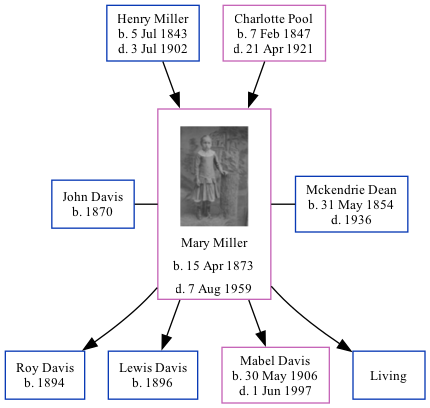 Henry Miller
b. 5 Jul 1843
d. 3 Jul 1902
Charlotte Pool
b. 7 Feb 1847
d. 21 Apr 1921
John Davis
b. 1870
Mary Miller
b. 15 Apr 1873
d. 7 Aug 1959
Mckendrie Dean
b. 31 May 1854
d. 1936
Roy Davis
b. 1894
Lewis Davis
b. 1896
Mabel Davis
b. 30 May 1906
d. 1 Jun 1997
Living